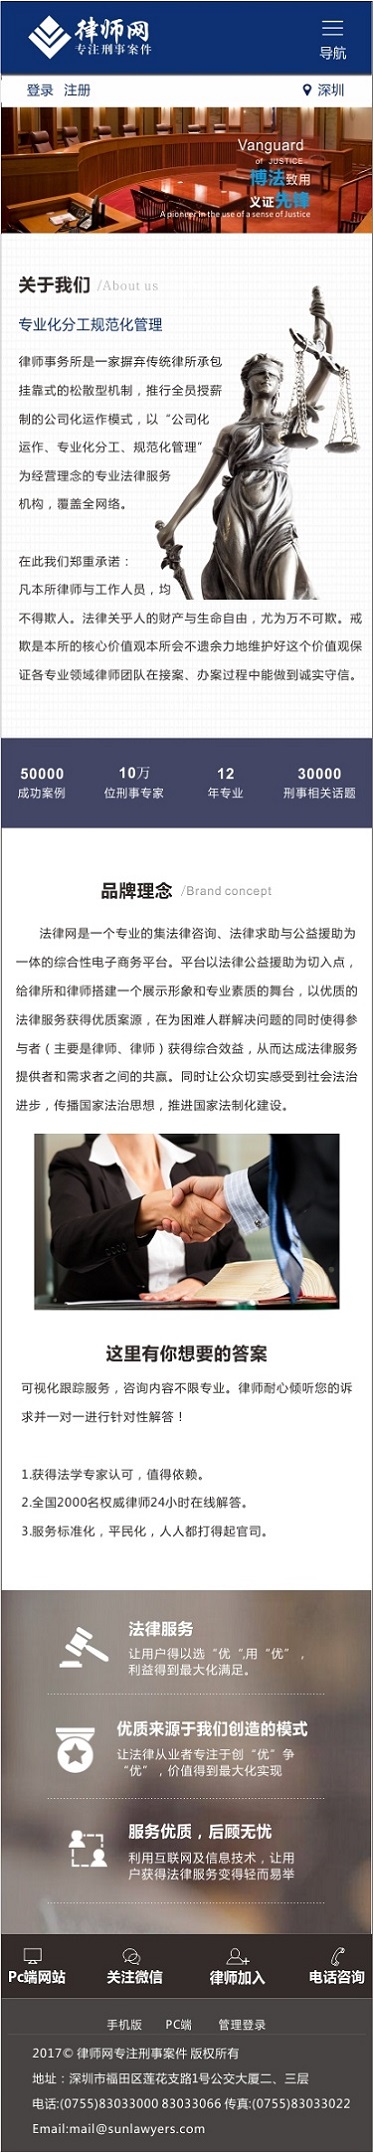 律师网
专注刑事案件
导航
登录 注册
深圳
Vanguard
of JUSTICE
博法致用
义证先锋
A pioneer in the use of a sense of Justice
关于我们 /About us
专业化分工规范化管理
律师事务所是一家摒弃传统律所承包
挂靠式的松散型机制，推行全员授薪
制的公司化运作模式，以“公司化
运作、专业化分工、规范化管理”
为经营理念的专业法律服务
机构，覆盖全网络。
在此我们郑重承诺：
凡本所律师与工作人员，均
不得欺人。法律关乎人的财产与生命自由，尤为万不可欺。戒
欺是本所的核心价值观本所会不遗余力地维护好这个价值观保
证各专业领域律师团队在接案、办案过程中能做到诚实守信。
50000 10万 12 30000
成功案例 位刑事专家 年专业 刑事相关话题
品牌理念 /Brand concept
法律网是一个专业的集法律咨询、法律求助与公益援助为
一体的综合性电子商务平台。平台以法律公益援助为切入点，
给律所和律师搭建一个展示形象和专业素质的舞台，以优质的
法律服务获得优质案源，在为困难人群解决问题的同时使得参
与者（主要是律师、律师）获得综合效益，从而达成法律服务
提供者和需求者之间的共赢。同时让公众切实感受到社会法治
进步，传播国家法治思想，推进国家法制化建设。
这里有你想要的答案
可视化跟踪服务，咨询内容不限专业。律师耐心倾听您的诉
求并一对一进行针对性解答！
1.获得法学专家认可，值得依赖。
2.全国2000名权威律师24小时在线解答。
3.服务标准化，平民化，人人都打得起官司。
法律服务
让用户得以选“优“,用“优”，
利益得到最大化满足。
优质来源于我们创造的模式
让法律从业者专注于创“优”争
“优”，价值得到最大化实现
服务优质，后顾无忧
利用互联网及信息技术，让用
户获得法律服务变得轻而易举
Pc端网站 关注微信 律师加入 电话咨询
手机版 PC端 管理登录
2017© 律师网专注刑事案件 版权所有
地址：深圳市福田区莲花支路1号公交大厦二、三层
电话:(0755)83033000 83033066 传真:(0755)83033022
Email:mail@sunlawyers.com